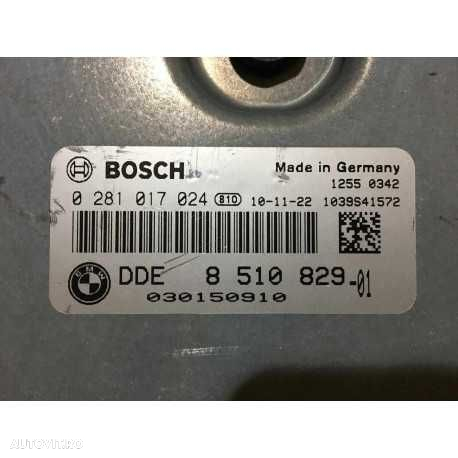 BOSCH
Made in Germany
1255 0342
0 281 017 024 810 10-11-22 1039S41572
BMW
DDE 8 510 829-01
030150910
AUTOVIT.RO